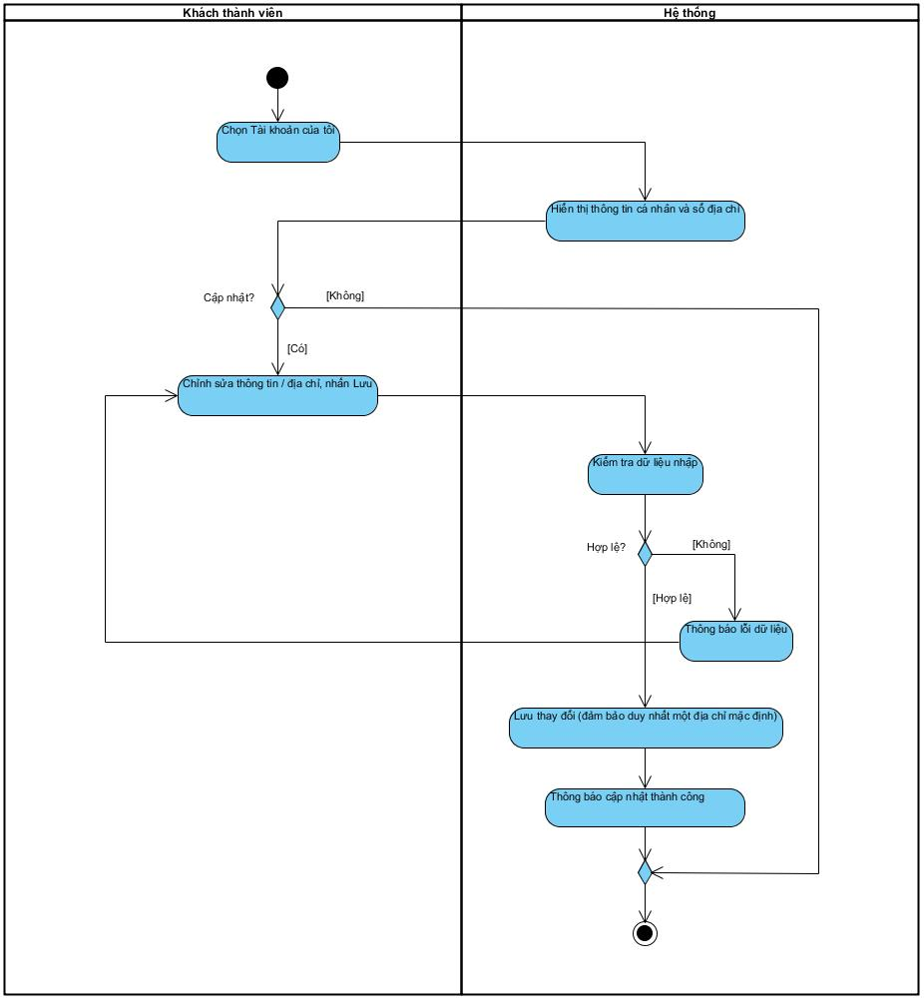 Khách thành viên
Hệ thống
Chọn Tài khoản của tôi
Hiển thị thông tin cá nhân và sổ địa chỉ
Cập nhật?
[Không]
[Có]
Chỉnh sửa thông tin / địa chỉ, nhấn Lưu
Kiểm tra dữ liệu nhập
Hợp lệ?
[Không]
[Hợp lệ]
Thông báo lỗi dữ liệu
Lưu thay đổi (đảm bảo duy nhất một địa chỉ mặc định)
Thông báo cập nhật thành công